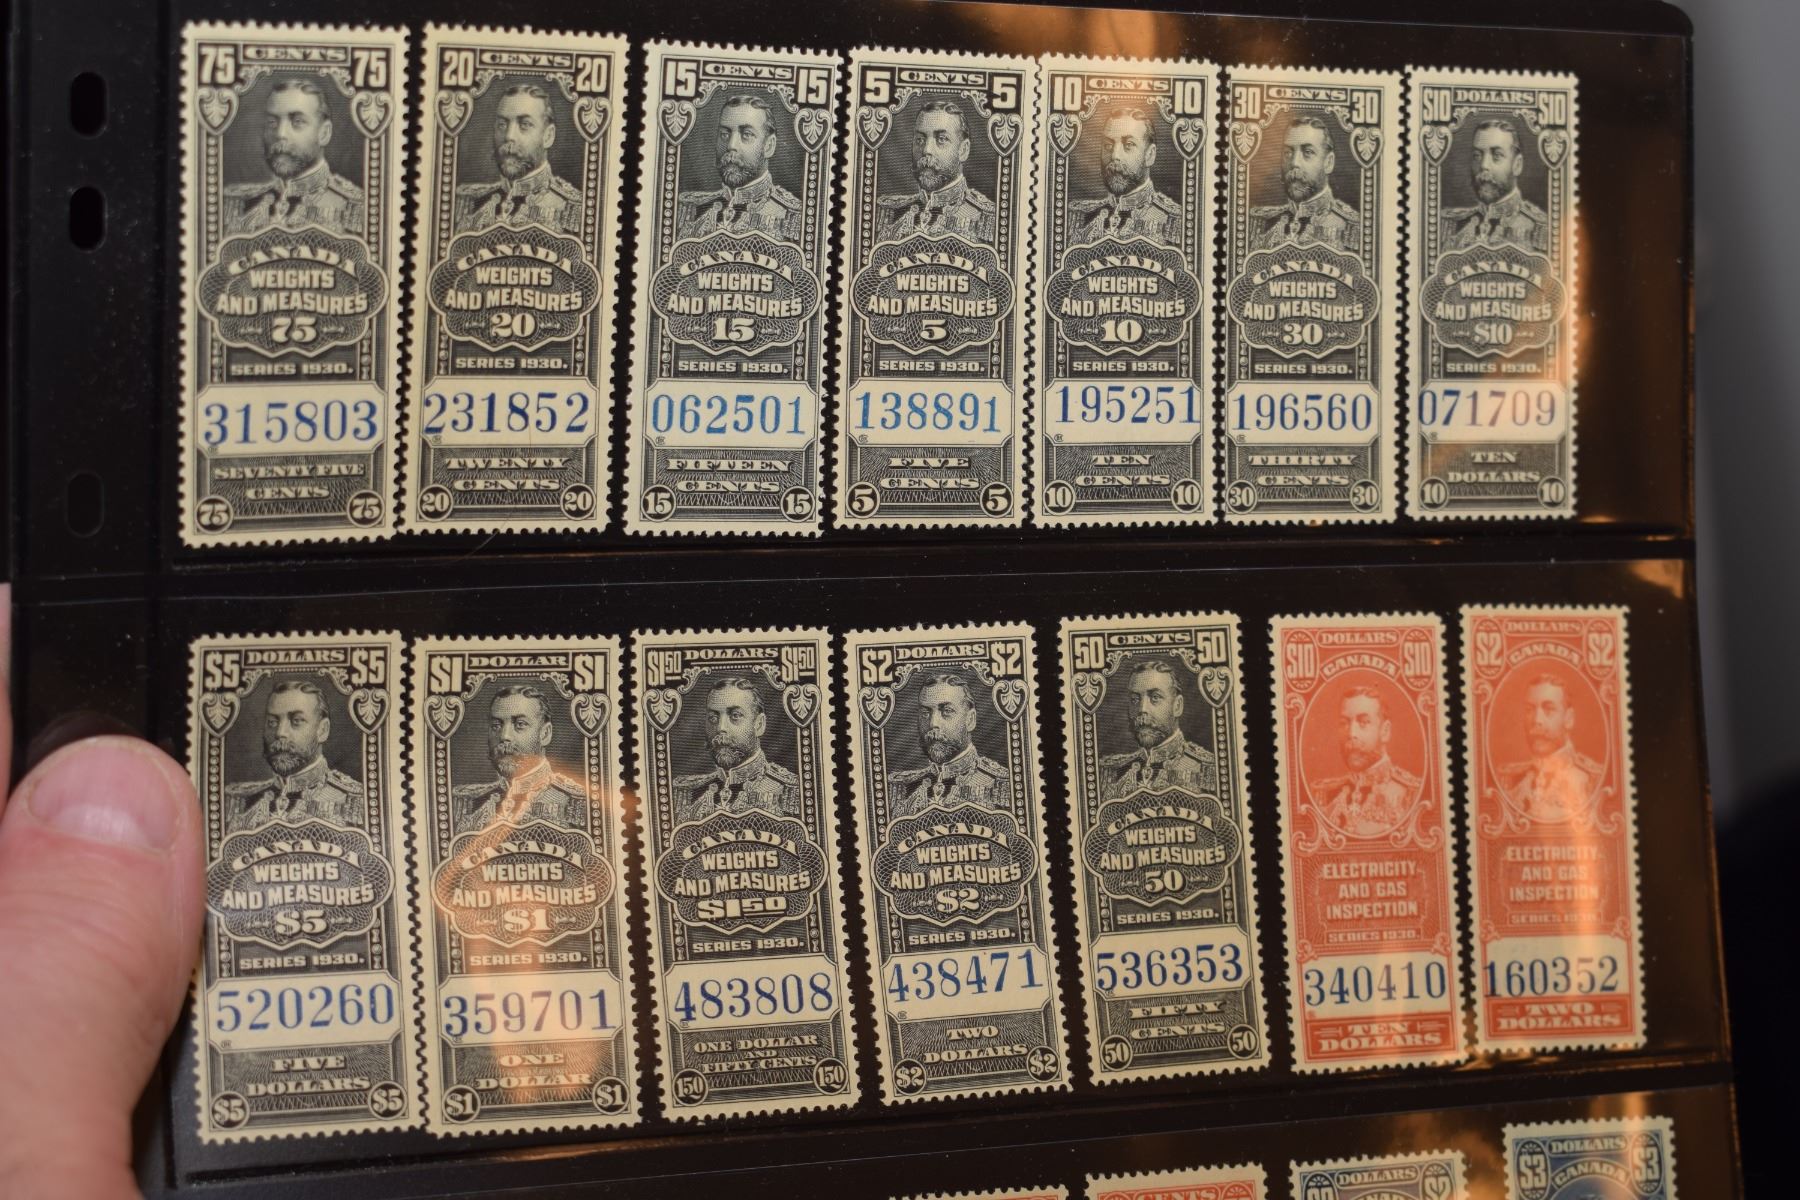 75 CENTS 75
CANADA
WEIGHTS
AND MEASURES
75
SERIES 1930.
315803
SEVENTY FIVE
CENTS
75 75
20 CENTS 20
CANADA
WEIGHTS
AND MEASURES
20
SERIES 1930.
231852
TWENTY
CENTS
20 20
15 CENTS 15
CANADA
WEIGHTS
AND MEASURES
15
SERIES 1930.
062501
FIFTEEN
CENTS
15 15
5 CENTS 5
CANADA
WEIGHTS
AND MEASURES
5
SERIES 1930.
138891
FIVE
CENTS
5 5
10 CENTS 10
CANADA
WEIGHTS
AND MEASURES
10
SERIES 1930.
195251
TEN
CENTS
10 10
30 CENTS 30
CANADA
WEIGHTS
AND MEASURES
30
SERIES 1930.
196560
THIRTY
CENTS
30 30
$10 DOLLARS $10
CANADA
WEIGHTS
AND MEASURES
$10
SERIES 1930.
071709
TEN
DOLLARS
10 10
$5 DOLLARS $5
CANADA
WEIGHTS
AND MEASURES
$5
SERIES 1930.
520260
FIVE
DOLLARS
$5 $5
$1 DOLLAR $1
CANADA
WEIGHTS
AND MEASURES
$1
SERIES 1930.
359701
ONE
DOLLAR
$1 $1
$1.50 DOLLARS $1.50
CANADA
WEIGHTS
AND MEASURES
$1.50
SERIES 1930.
483808
ONE DOLLAR
AND
FIFTY CENTS
150 150
$2 DOLLARS $2
CANADA
WEIGHTS
AND MEASURES
$2
SERIES 1930.
438471
TWO
DOLLARS
$2 $2
50 CENTS 50
CANADA
WEIGHTS
AND MEASURES
50
SERIES 1930.
536353
FIFTY
CENTS
50 50
DOLLARS
$10 CANADA $10
ELECTRICITY
AND GAS
INSPECTION
SERIES 1930.
340410
TEN
DOLLARS
DOLLARS
$2 CANADA $2
ELECTRICITY
AND GAS
INSPECTION
SERIES 1930.
160352
TWO
DOLLARS
CENTS
DOLLARS
DOLLARS
$3 CANADA $3